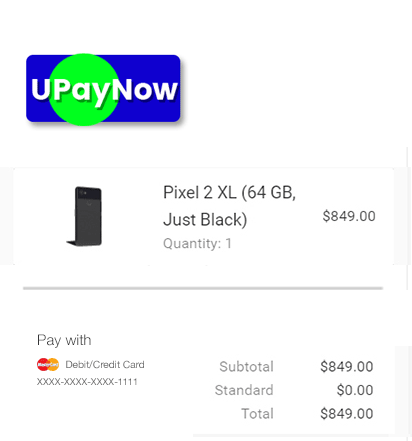 UPayNow
Pixel 2 XL (64 GB,
Just Black)
$849.00
Quantity: 1
Pay with
MasterCard
Debit/Credit Card
XXXX-XXXX-XXXX-1111
Subtotal $849.00
Standard $0.00
Total $849.00